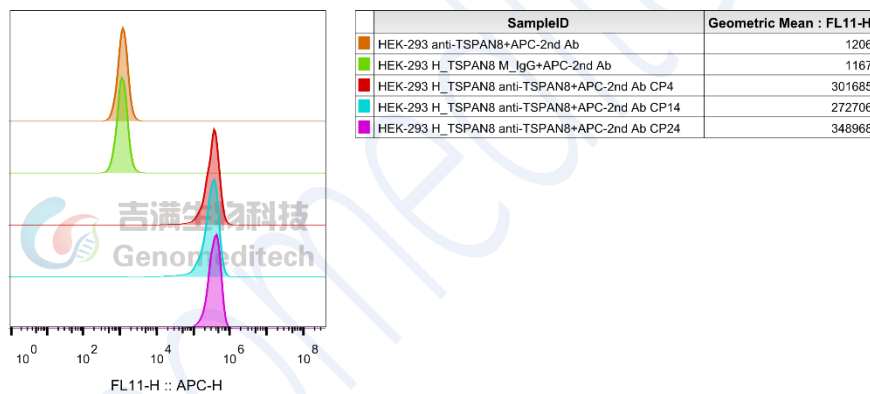 吉满生物科技
Genomeditech
10 0 10 2 10 4 10 6 10 8
FL11-H :: APC-H
SampleID Geometric Mean : FL11-H
HEK-293 anti-TSPAN8+APC-2nd Ab 1206
HEK-293 H_TSPAN8 M_IgG+APC-2nd Ab 1167
HEK-293 H_TSPAN8 anti-TSPAN8+APC-2nd Ab CP4 301685
HEK-293 H_TSPAN8 anti-TSPAN8+APC-2nd Ab CP14 272706
HEK-293 H_TSPAN8 anti-TSPAN8+APC-2nd Ab CP24 348968